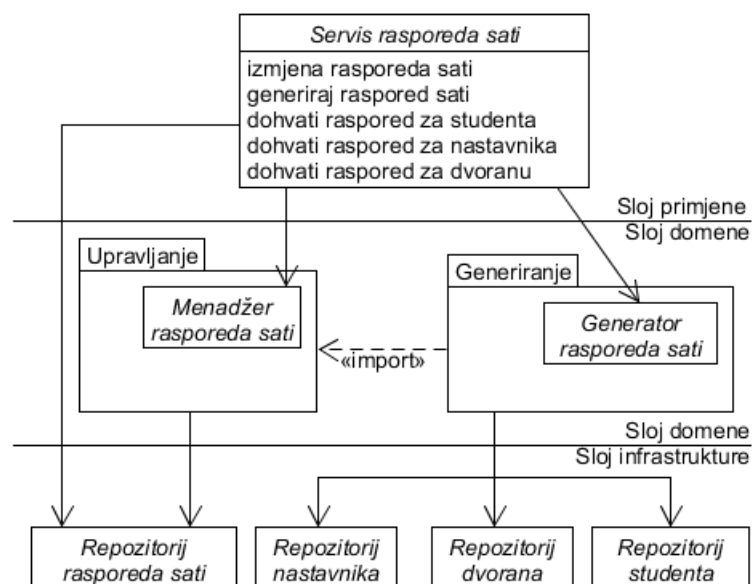 Servis rasporeda sati
izmjena rasporeda sati
generiraj raspored sati
dohvati raspored za studenta
dohvati raspored za nastavnika
dohvati raspored za dvoranu
Sloj primjene
Sloj domene
Upravljanje
Menadžer
rasporeda sati
Generiranje
Generator
rasporeda sati
«import»
Sloj domene
Sloj infrastrukture
Repozitorij
rasporeda sati
Repozitorij
nastavnika
Repozitorij
dvorana
Repozitorij
studenta